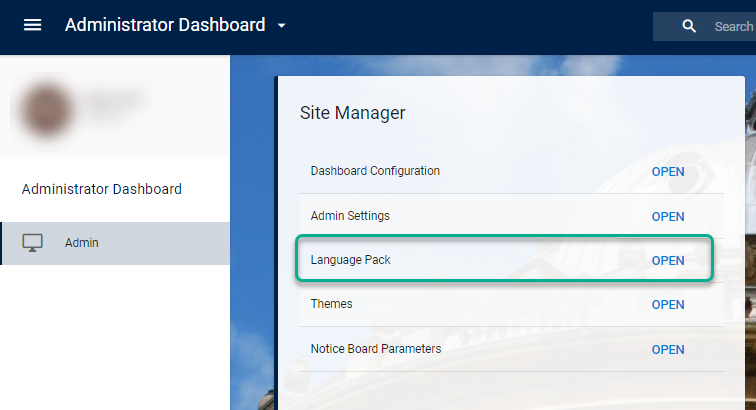 Administrator Dashboard
Search
Site Manager
Administrator Dashboard
Admin
Dashboard Configuration OPEN
Admin Settings OPEN
Language Pack OPEN
Themes OPEN
Notice Board Parameters OPEN